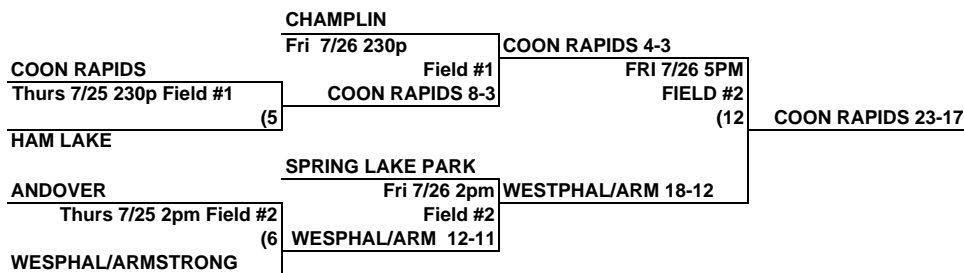 CHAMPLIN
Fri 7/26 230p COON RAPIDS 4-3
COON RAPIDS Field #1 FRI 7/26 5PM
Thurs 7/25 230p Field #1 COON RAPIDS 8-3 FIELD #2
(5 (12 COON RAPIDS 23-17
HAM LAKE
SPRING LAKE PARK
ANDOVER Fri 7/26 2pm WESTPHAL/ARM 18-12
Thurs 7/25 2pm Field #2 Field #2
(6 WESPHAL/ARM 12-11
WESPHAL/ARMSTRONG